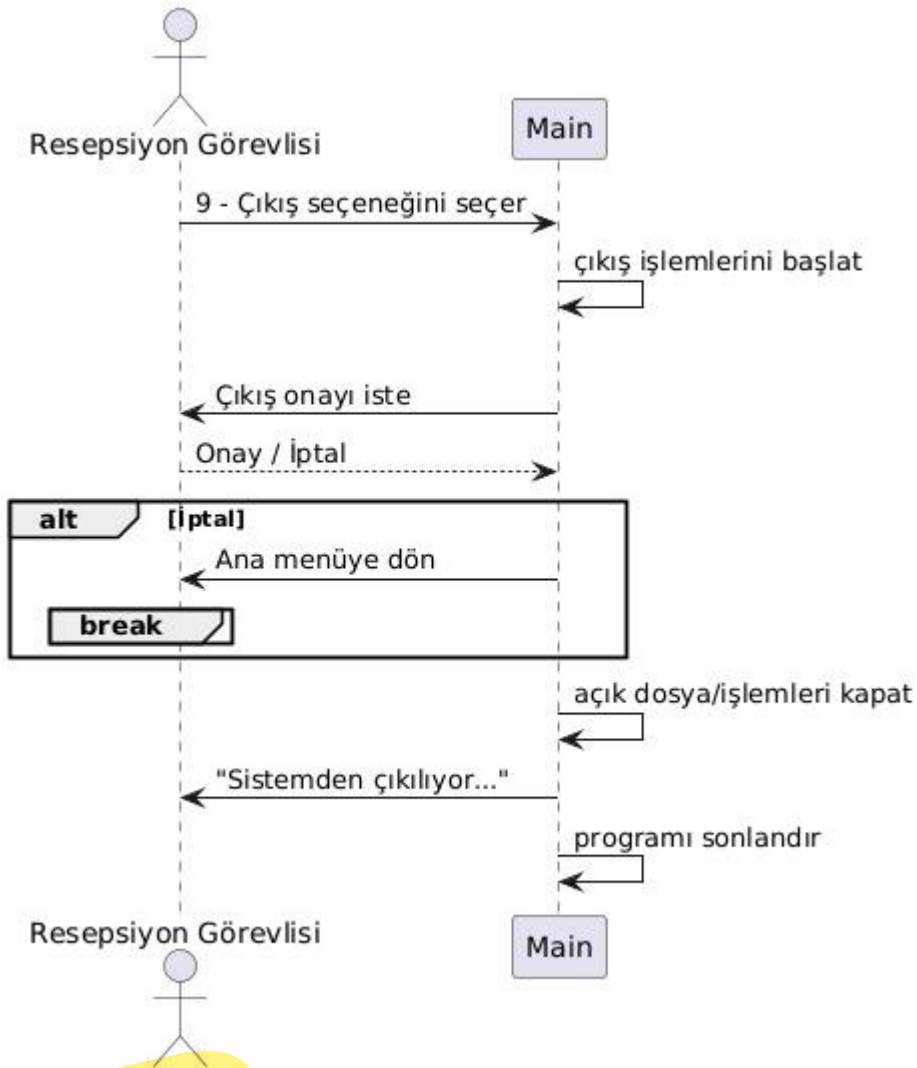 Resepsiyon Görevlisi
Main
9 - Çıkış seçeneğini seçer
çıkış işlemlerini başlat
Çıkış onayı iste
Onay / İptal
alt [İptal]
Ana menüye dön
break
açık dosya/işlemleri kapat
"Sistemden çıkılıyor..."
programı sonlandır
Resepsiyon Görevlisi
Main